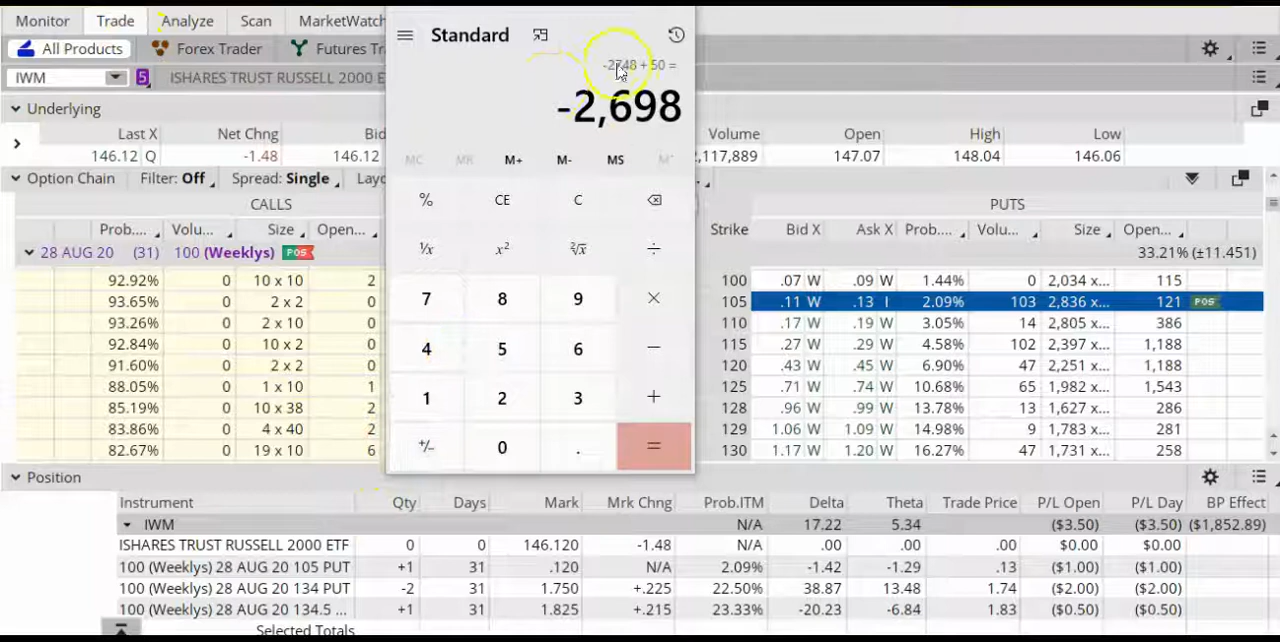 Monitor Trade Analyze Scan MarketWatch
Standard
All Products Forex Trader Futures Tr
-2748 + 50 =
-2,698
IWM 5 ISHARES TRUST RUSSELL 2000 E
Underlying
Last X Net Chng Bid Volume Open High Low
146.12 Q -1.48 146.12 ,117,889 147.07 148.04 146.06
MC MR M+ M- MS
Option Chain Filter: Off Spread: Single Layo
CALLS PUTS
% CE C
Prob.... Volu... Size Open... Strike Bid X Ask X Prob.... Volu... Size Open...
28 AUG 20 (31) 100 (Weeklys) POS 33.21% (±11.451)
¹/x x² ²√x ÷
92.92% 0 10 x 10 2 100 .07 W .09 W 1.44% 0 2,034 x... 115
93.65% 0 2 x 2 0 7 8 9 × 105 .11 W .13 I 2.09% 103 2,836 x... 121 POS
93.26% 0 2 x 10 0 110 .17 W .19 W 3.05% 14 2,805 x... 386
92.84% 0 10 x 2 0 4 5 6 − 115 .27 W .29 W 4.58% 102 2,397 x... 1,188
91.60% 0 2 x 2 0 120 .43 W .45 W 6.90% 47 2,251 x... 1,188
88.05% 0 1 x 10 1 1 2 3 + 125 .71 W .74 W 10.68% 65 1,982 x... 1,543
85.19% 0 10 x 38 2 128 .96 W .99 W 13.78% 13 1,627 x... 286
83.86% 0 4 x 40 2 129 1.06 W 1.09 W 14.98% 9 1,783 x... 281
82.67% 0 19 x 10 6 +/− 0 . = 130 1.17 W 1.20 W 16.27% 47 1,731 x... 258
Position
Instrument Qty Days Mark Mrk Chng Prob.ITM Delta Theta Trade Price P/L Open P/L Day BP Effect
IWM N/A 17.22 5.34 ($3.50) ($3.50) ($1,852.89)
ISHARES TRUST RUSSELL 2000 ETF 0 0 146.120 -1.48 N/A .00 .00 .00 $0.00 $0.00
100 (Weeklys) 28 AUG 20 105 PUT +1 31 .120 N/A 2.09% -1.42 -1.29 .13 ($1.00) ($1.00)
100 (Weeklys) 28 AUG 20 134 PUT -2 31 1.750 +.225 22.50% 38.87 13.48 1.74 ($2.00) ($2.00)
100 (Weeklys) 28 AUG 20 134.5 ... +1 31 1.825 +.215 23.33% -20.23 -6.84 1.83 ($0.50) ($0.50)
Selected Totals